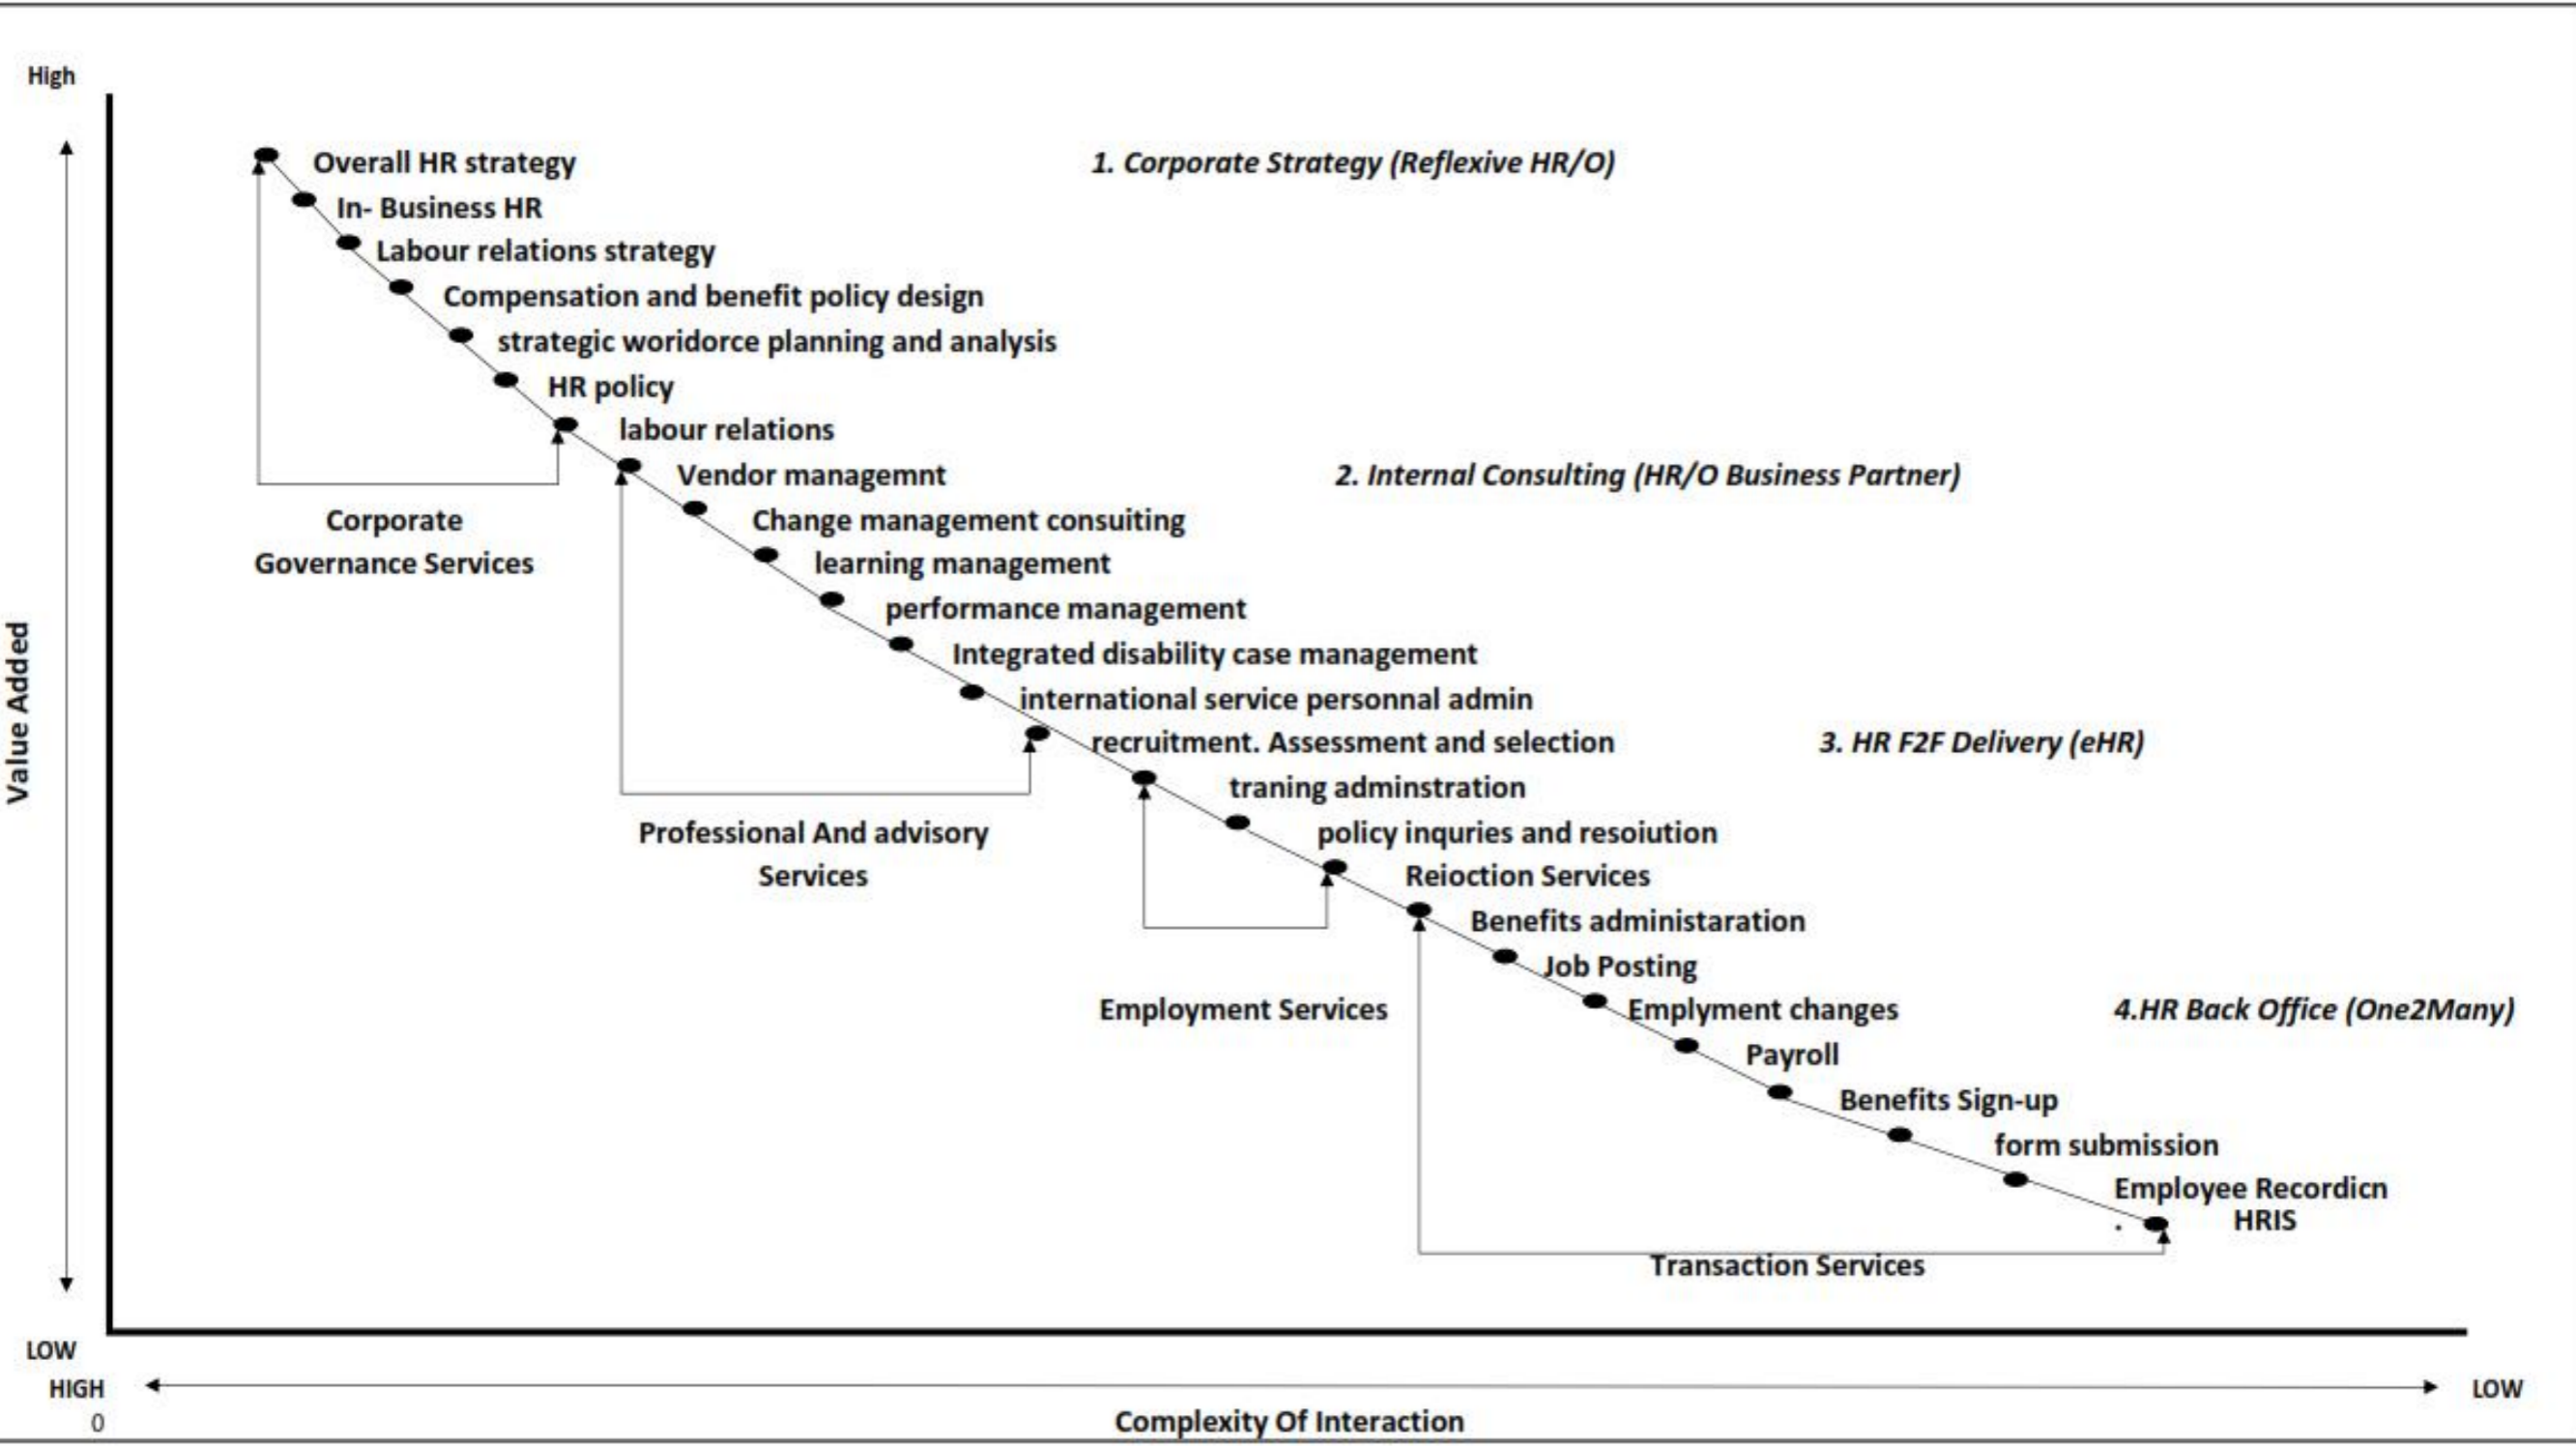 High
Overall HR strategy
1. Corporate Strategy (Reflexive HR/O)
In- Business HR
Labour relations strategy
Compensation and benefit policy design
strategic woridorce planning and analysis
HR policy
labour relations
Vendor managemnt
2. Internal Consulting (HR/O Business Partner)
Corporate
Governance Services
Change management consuiting
learning management
performance management
Integrated disability case management
international service personnal admin
recruitment. Assessment and selection
3. HR F2F Delivery (eHR)
Value Added
traning adminstration
Professional And advisory
Services
policy inquries and resoiution
Reioction Services
Benefits administaration
Job Posting
Employment Services
Emplyment changes
4.HR Back Office (One2Many)
Payroll
Benefits Sign-up
form submission
Employee Recordicn
HRIS
Transaction Services
LOW
HIGH
LOW
0
Complexity Of Interaction